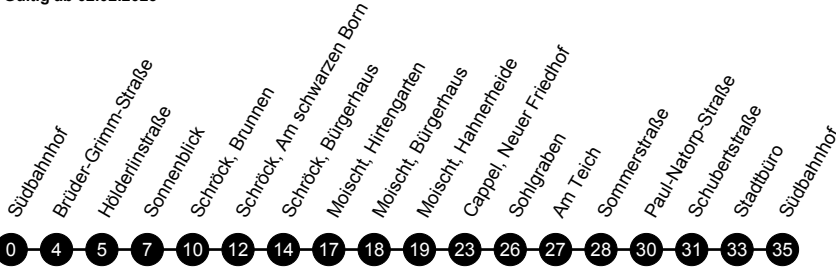 Südbahnhof
Brüder-Grimm-Straße
Hölderlinstraße
Sonnenblick
Schröck, Brunnen
Schröck, Am schwarzen Born
Schröck, Bürgerhaus
Moischt, Hirtengarten
Moischt, Bürgerhaus
Moischt, Hahnerheide
Cappel, Neuer Friedhof
Sohlgraben
Am Teich
Sommerstraße
Paul-Natorp-Straße
Schubertstraße
Stadtbüro
Südbahnhof
0 4 5 7 10 12 14 17 18 19 23 26 27 28 30 31 33 35